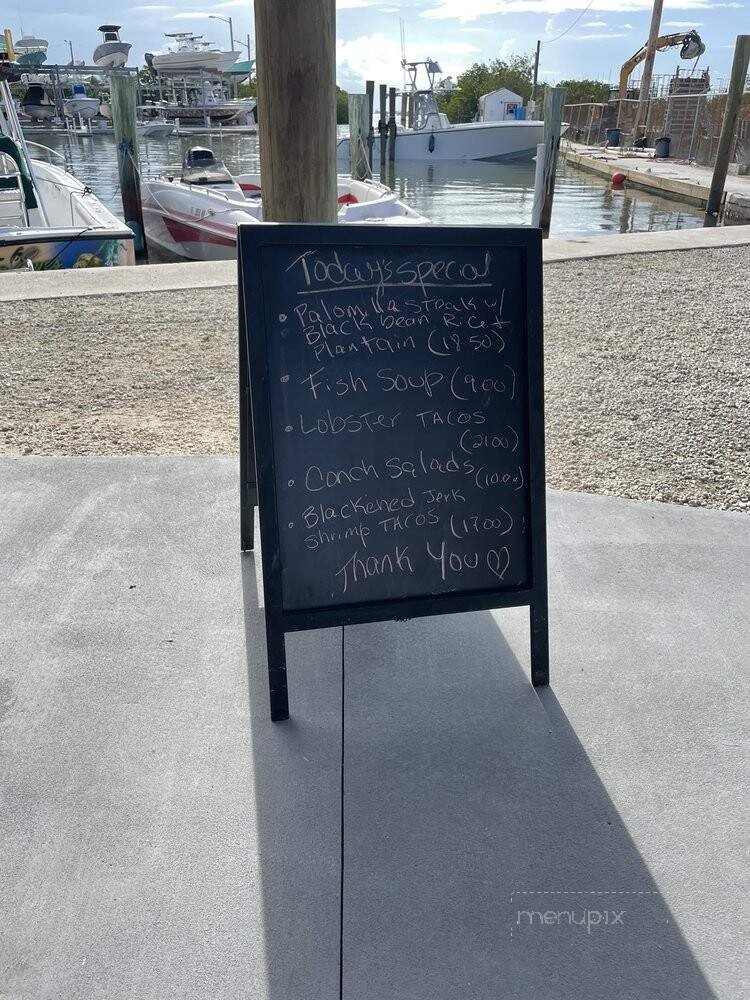 Today's special
• Palomilla steak w/
Black bean Rice +
Plantain (18.50)
• Fish Soup (9.00)
• Lobster TACOS
(21.00)
• Conch Salads (10.00)
• Blackened Jerk
shrimp TACOS (17.00)
Thank You ♡
menupix